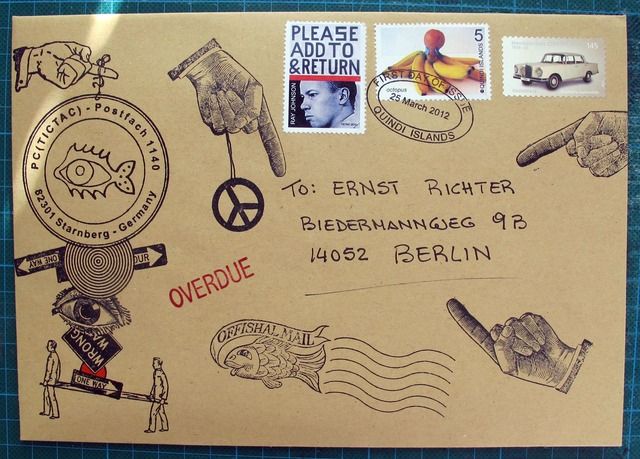 PLEASE
ADD TO
& RETURN
RAY JOHNSON
5
QUINDI ISLANDS
octopus
145
FIRST DAY OF ISSUE
25 March 2012
QUINDI ISLANDS
PC(TICTAC) - Postfach 1140
82301 Starnberg - Germany
TO: ERNST RICHTER
BIEDERMANNWEG 9B
14052 BERLIN
ONE WAY
OUR
OVERDUE
WRONG
WAY
ONE WAY
OFFISHAL MAIL